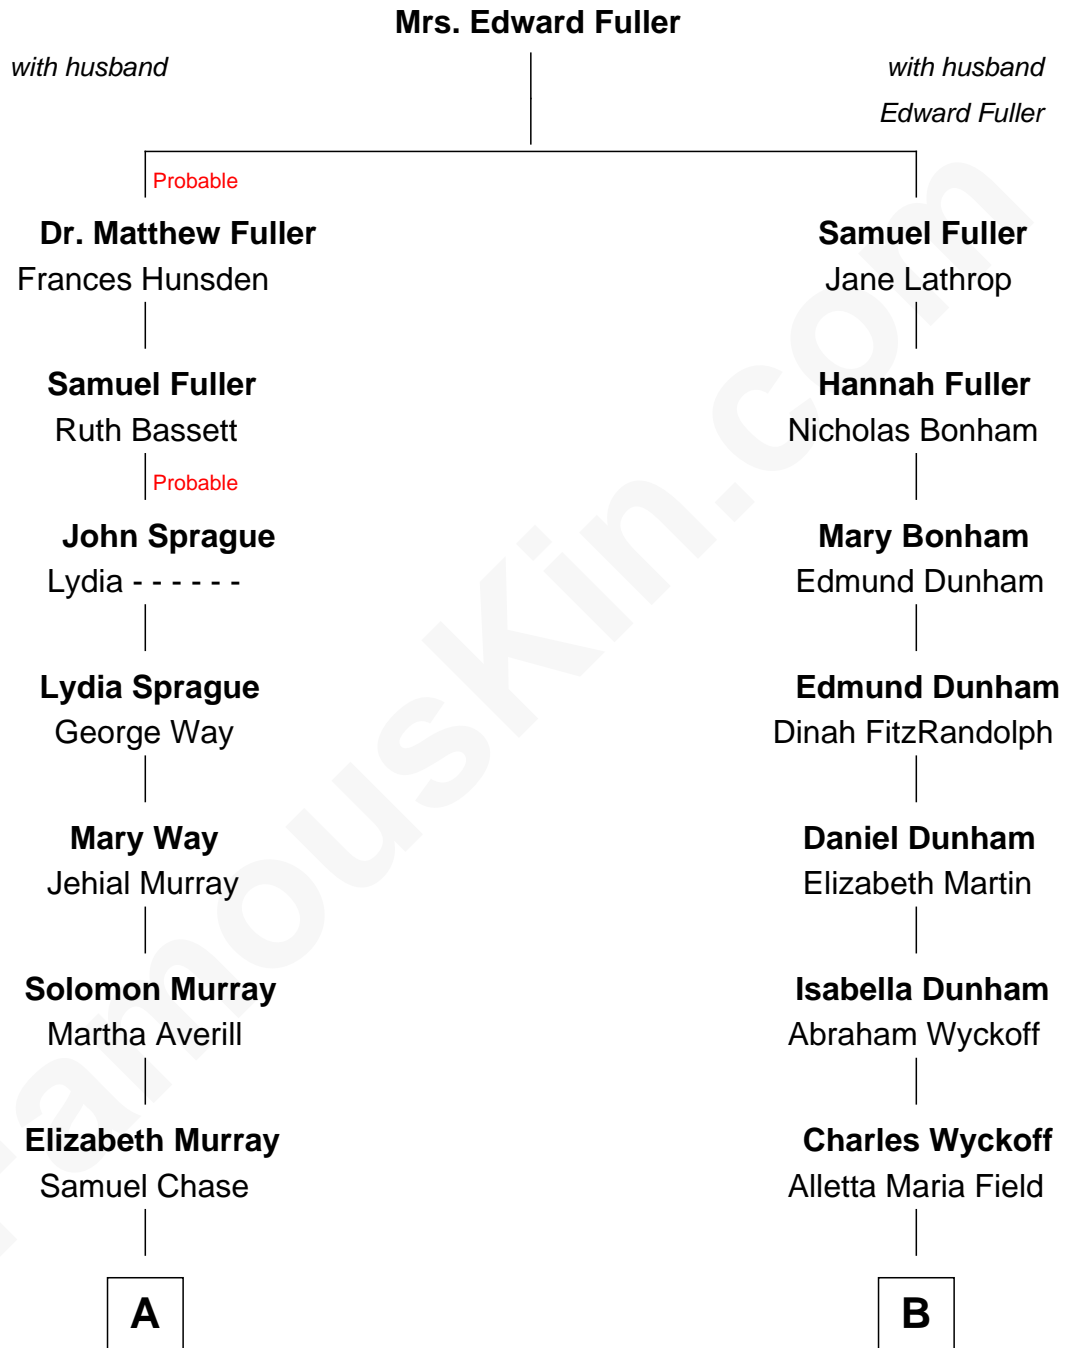 Mrs. Edward Fuller
with husband
with husband
Edward Fuller
Probable
Dr. Matthew Fuller
Frances Hunsden
Samuel Fuller
Jane Lathrop
Samuel Fuller
Ruth Bassett
Hannah Fuller
Nicholas Bonham
Probable
John Sprague
Lydia - - - - - -
Mary Bonham
Edmund Dunham
Lydia Sprague
George Way
Edmund Dunham
Dinah FitzRandolph
Mary Way
Jehial Murray
Daniel Dunham
Elizabeth Martin
Solomon Murray
Martha Averill
Isabella Dunham
Abraham Wyckoff
Elizabeth Murray
Samuel Chase
Charles Wyckoff
Alletta Maria Field
A
B
FamousKin.com